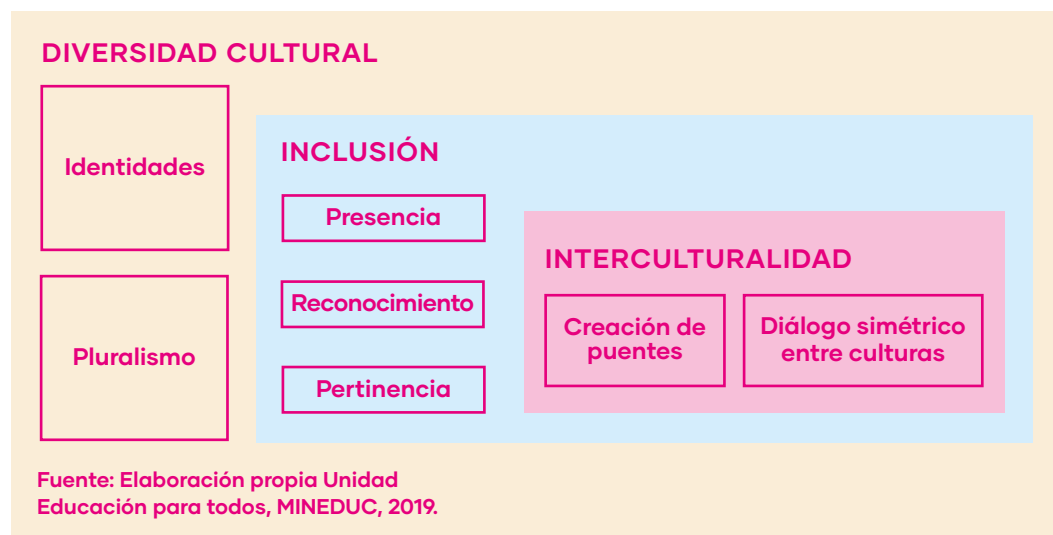 DIVERSIDAD CULTURAL
Identidades
Pluralismo
INCLUSIÓN
Presencia
Reconocimiento
Pertinencia
INTERCULTURALIDAD
Creación de
puentes
Diálogo simétrico
entre culturas
Fuente: Elaboración propia Unidad
Educación para todos, MINEDUC, 2019.